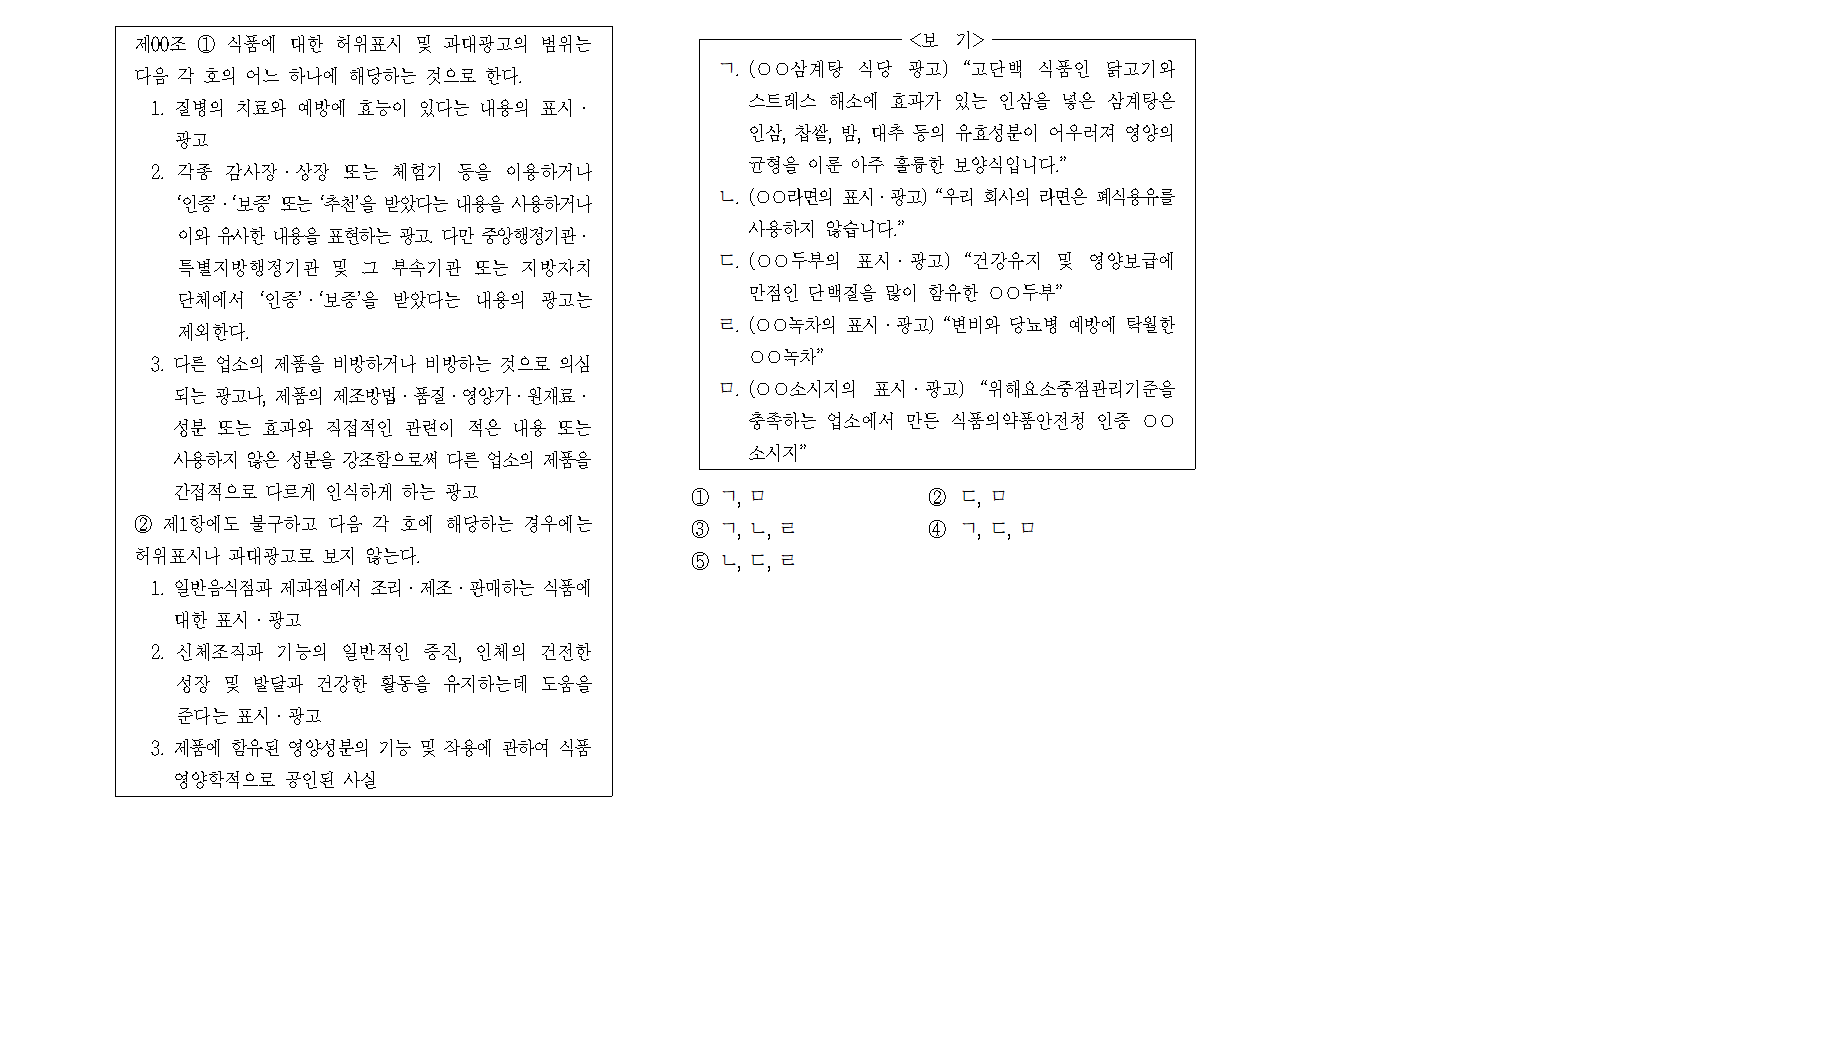 제00조 ① 식품에 대한 허위표시 및 과대광고의 범위는
다음 각 호의 어느 하나에 해당하는 것으로 한다.
1. 질병의 치료와 예방에 효능이 있다는 내용의 표시·
광고
2. 각종 감사장·상장 또는 체험기 등을 이용하거나
‘인증’·‘보증’ 또는 ‘추천’을 받았다는 내용을 사용하거나
이와 유사한 내용을 표현하는 광고. 다만 중앙행정기관·
특별지방행정기관 및 그 부속기관 또는 지방자치
단체에서 ‘인증’·‘보증’을 받았다는 내용의 광고는
제외한다.
3. 다른 업소의 제품을 비방하거나 비방하는 것으로 의심
되는 광고나, 제품의 제조방법·품질·영양가·원재료·
성분 또는 효과와 직접적인 관련이 적은 내용 또는
사용하지 않은 성분을 강조함으로써 다른 업소의 제품을
간접적으로 다르게 인식하게 하는 광고
② 제1항에도 불구하고 다음 각 호에 해당하는 경우에는
허위표시나 과대광고로 보지 않는다.
1. 일반음식점과 제과점에서 조리·제조·판매하는 식품에
대한 표시·광고
2. 신체조직과 기능의 일반적인 증진, 인체의 건전한
성장 및 발달과 건강한 활동을 유지하는데 도움을
준다는 표시·광고
3. 제품에 함유된 영양성분의 기능 및 작용에 관하여 식품
영양학적으로 공인된 사실
<보 기>
ㄱ. (○○삼계탕 식당 광고) “고단백 식품인 닭고기와
스트레스 해소에 효과가 있는 인삼을 넣은 삼계탕은
인삼, 찹쌀, 밤, 대추 등의 유효성분이 어우러져 영양의
균형을 이룬 아주 훌륭한 보양식입니다.”
ㄴ. (○○라면의 표시·광고) “우리 회사의 라면은 폐식용유를
사용하지 않습니다.”
ㄷ. (○○두부의 표시·광고) “건강유지 및 영양보급에
만점인 단백질을 많이 함유한 ○○두부”
ㄹ. (○○녹차의 표시·광고) “변비와 당뇨병 예방에 탁월한
○○녹차”
ㅁ. (○○소시지의 표시·광고) “위해요소중점관리기준을
충족하는 업소에서 만든 식품의약품안전청 인증 ○○
소시지”
① ㄱ, ㅁ ② ㄷ, ㅁ
③ ㄱ, ㄴ, ㄹ ④ ㄱ, ㄷ, ㅁ
⑤ ㄴ, ㄷ, ㄹ